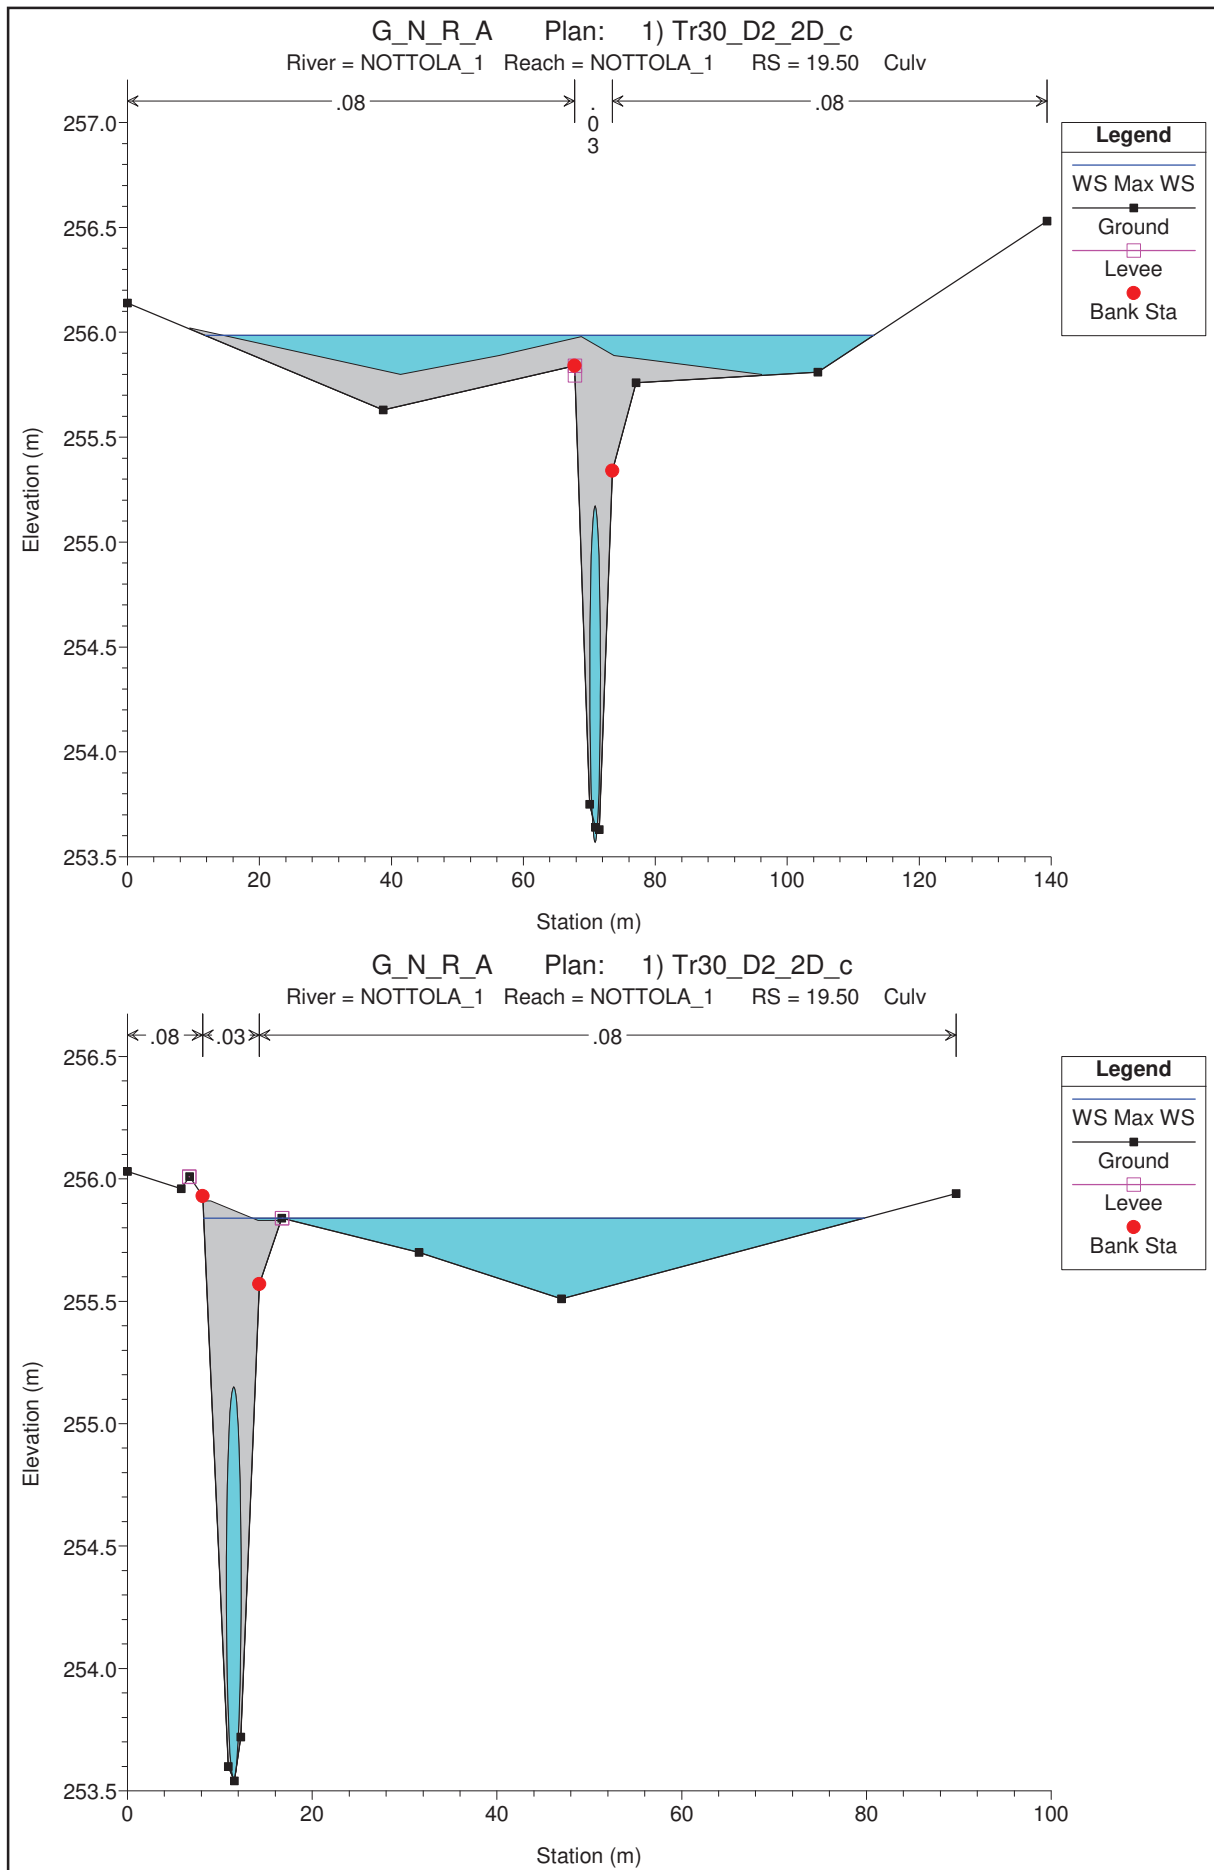 G_N_R_A Plan: 1) Tr30_D2_2D_c
River = NOTTOLA_1 Reach = NOTTOLA_1 RS = 19.50 Culv
.08
.03
.08
257.0
256.5
256.0
255.5
255.0
254.5
254.0
253.5
Elevation (m)
0 20 40 60 80 100 120 140
Station (m)
Legend
WS Max WS
Ground
Levee
Bank Sta
G_N_R_A Plan: 1) Tr30_D2_2D_c
River = NOTTOLA_1 Reach = NOTTOLA_1 RS = 19.50 Culv
.08 .03 .08
256.5
256.0
255.5
255.0
254.5
254.0
253.5
Elevation (m)
0 20 40 60 80 100
Station (m)
Legend
WS Max WS
Ground
Levee
Bank Sta